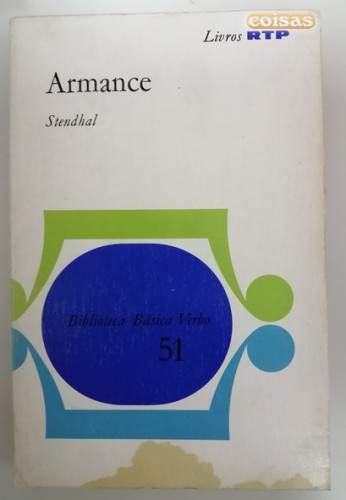 coisas
Livros RTP
Armance
Stendhal
Biblioteca Básica Verbo
51